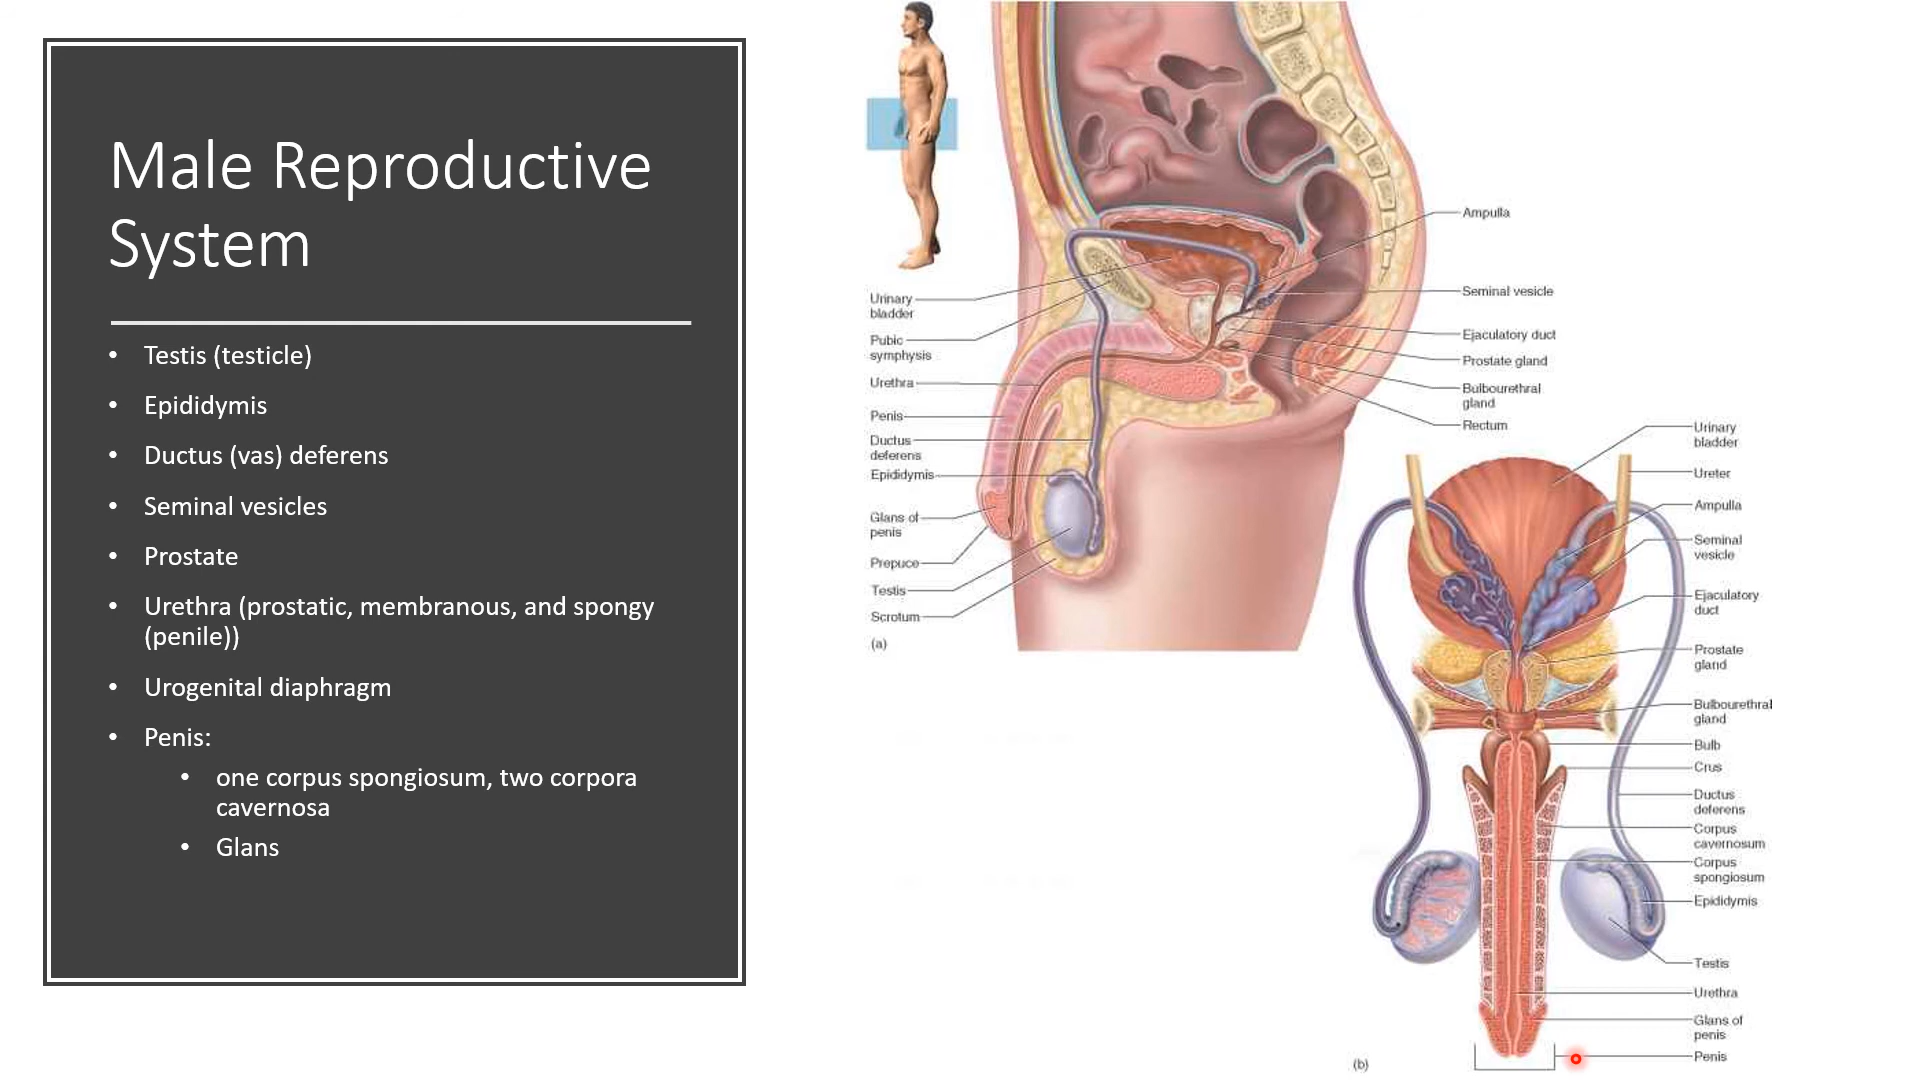 Male Reproductive
System
• Testis (testicle)
• Epididymis
• Ductus (vas) deferens
• Seminal vesicles
• Prostate
• Urethra (prostatic, membranous, and spongy
(penile))
• Urogenital diaphragm
• Penis:
• one corpus spongiosum, two corpora
cavernosa
• Glans
Urinary
bladder
Pubic
symphysis
Urethra
Penis
Ductus
deferens
Epididymis
Glans of
penis
Prepuce
Testis
Scrotum
(a)
Ampulla
Seminal vesicle
Ejaculatory duct
Prostate gland
Bulbourethral
gland
Rectum
Urinary
bladder
Ureter
Ampulla
Seminal
vesicle
Ejaculatory
duct
Prostate
gland
Bulbourethral
gland
Bulb
Crus
Ductus
deferens
Corpus
cavernosum
Corpus
spongiosum
Epididymis
Testis
Urethra
Glans of
penis
Penis
(b)